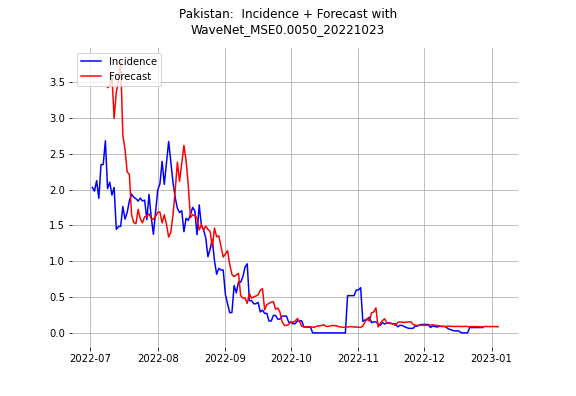 Pakistan:  Incidence + Forecast with
WaveNet_MSE0.0050_20221023
Incidence
Forecast
3.5
3.0
2.5
2.0
1.5
1.0
0.5
0.0
2022-07 2022-08 2022-09 2022-10 2022-11 2022-12 2023-01